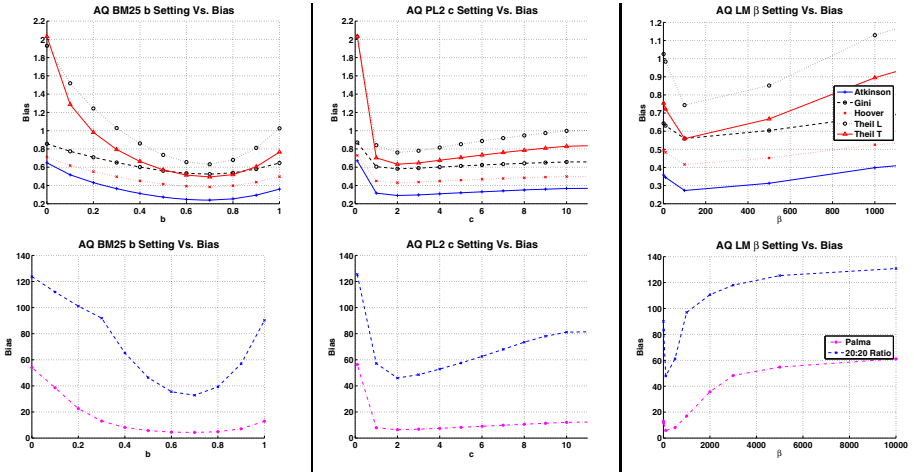 AQ BM25 b Setting Vs. Bias
2.2
2
1.8
1.6
1.4
1.2
1
0.8
0.6
0.4
0.2
Bias
0 0.2 0.4 0.6 0.8 1
b
AQ PL2 c Setting Vs. Bias
2.2
2
1.8
1.6
1.4
1.2
1
0.8
0.6
0.4
0.2
Bias
0 2 4 6 8 10
c
AQ LM β Setting Vs. Bias
1.2
1.1
1
0.9
0.8
0.7
0.6
0.5
0.4
0.3
0.2
Bias
0 200 400 600 800 1000
β
Atkinson
Gini
Hoover
Theil L
Theil T
AQ BM25 b Setting Vs. Bias
140
120
100
80
60
40
20
0
Bias
0 0.2 0.4 0.6 0.8 1
b
AQ PL2 c Setting Vs. Bias
140
120
100
80
60
40
20
0
Bias
0 2 4 6 8 10
c
AQ LM β Setting Vs. Bias
140
120
100
80
60
40
20
0
Bias
0 2000 4000 6000 8000 10000
β
Palma
20:20 Ratio